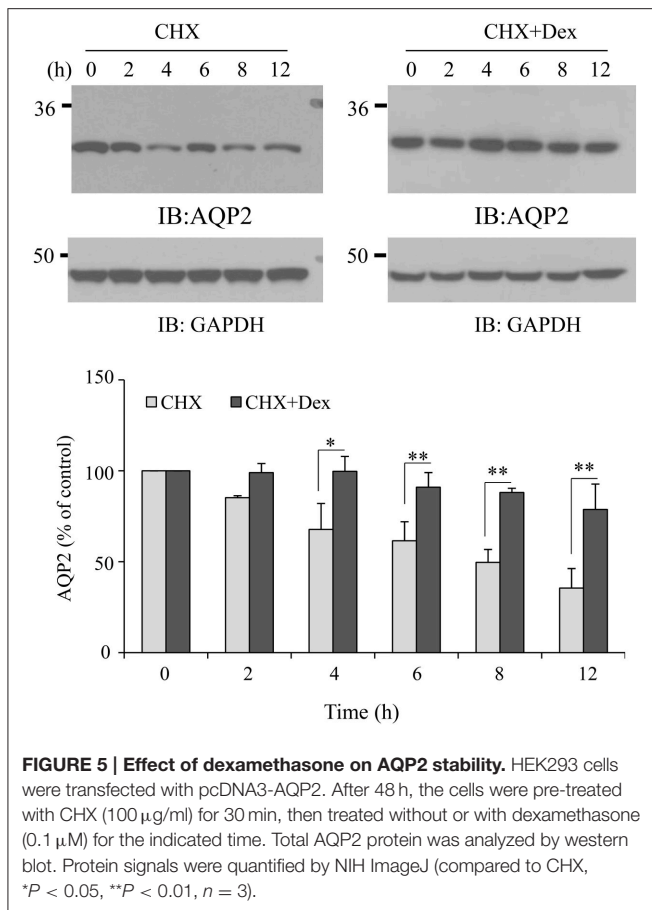 CHX
CHX+Dex
(h) 0 2 4 6 8 12
0 2 4 6 8 12
36
36
IB:AQP2
IB:AQP2
50
50
IB: GAPDH
IB: GAPDH
150
CHX CHX+Dex
* ** ** **
100
50
0
AQP2 (% of control)
0 2 4 6 8 12
Time (h)
FIGURE 5 | Effect of dexamethasone on AQP2 stability. HEK293 cells
were transfected with pcDNA3-AQP2. After 48 h, the cells were pre-treated
with CHX (100 μg/ml) for 30 min, then treated without or with dexamethasone
(0.1 μM) for the indicated time. Total AQP2 protein was analyzed by western
blot. Protein signals were quantified by NIH ImageJ (compared to CHX,
*P < 0.05, **P < 0.01, n = 3).